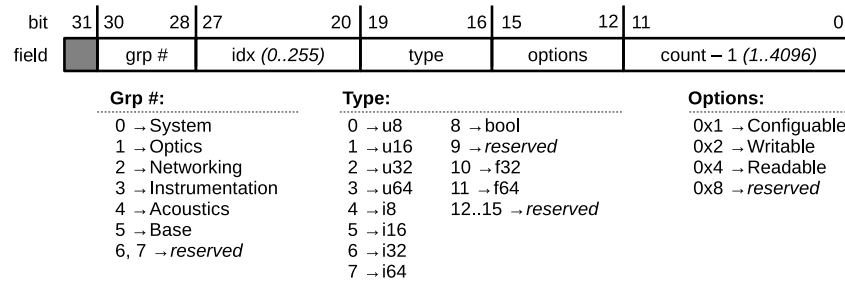 bit 31 30 28 27 20 19 16 15 12 11 0
field grp # idx (0..255) type options count – 1 (1..4096)
Grp #: Type: Options:
0 →System 0 →u8 8 →bool 0x1 →Configuable
1 →Optics 1 →u16 9 →reserved 0x2 →Writable
2 →Networking 2 →u32 10 →f32 0x4 →Readable
3 →Instrumentation 3 →u64 11 →f64 0x8 →reserved
4 →Acoustics 4 →i8 12..15 →reserved
5 →Base 5 →i16
6, 7 →reserved 6 →i32
7 →i64